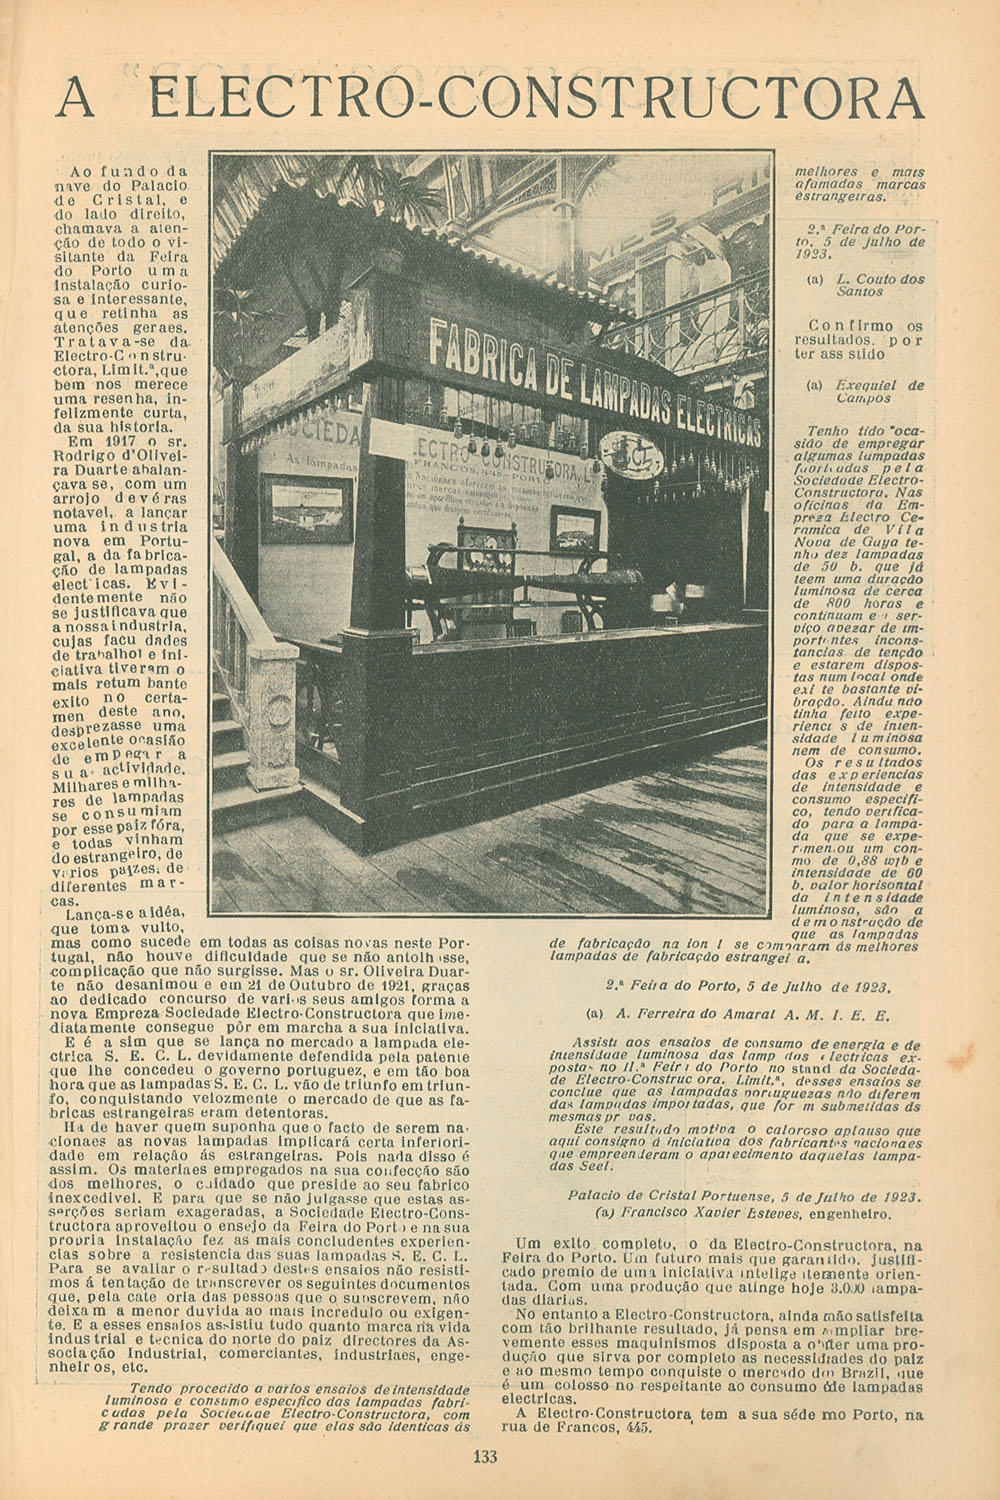 A ELECTRO-CONSTRUCTORA
Ao fundo da
nave do Palacio
de Cristal, e
do lado direito,
chamava a aten-
ção de todo o vi-
sitante da Feira
do Porto uma
instalação curio-
sa e interessante,
que retinha as
atenções geraes.
Tratava-se da
Electro-Constru-
ctora, Limit.ª, que
bem nos merece
uma resenha, in-
felizmente curta,
da sua historia.
Em 1917 o sr.
Rodrigo d'Olivei-
ra Duarte abalan-
çava se, com um
arrojo devéras
notavel, a lançar
uma industria
nova em Portu-
gal, a da fabrica-
ção de lampadas
electricas. Evi-
dentemente não
se justificava que
a nossa industria,
cujas facudades
de trabalhol e ini-
ciativa tiveram o
mais retumbante
exito no certa-
men deste ano,
desprezasse uma
excelente ocasião
de empegar a
sua actividade.
Milhares e milha-
res de lampadas
se consumiam
por esse paiz fóra,
e todas vinham
do estrangeiro, de
varios paizes, de
diferentes mar-
cas.
Lança-se a idéa,
que toma vulto,
mas como sucede em todas as coisas novas neste Por-
tugal, não houve dificuldade que se não antolhasse,
complicação que não surgisse. Mas o sr. Oliveira Duar-
te não desanimou e em 21 de Outubro de 1921, graças
ao dedicado concurso de varios seus amigos forma a
nova Empreza Sociedade Electro-Constructora que ime-
diatamente consegue pôr em marcha a sua iniciativa.
E é a sim que se lança no mercado a lampada ele-
ctrica S. E. C. L. devidamente defendida pela patente
que lhe concedeu o governo portuguez, e em tão boa
hora que as lampadas S. E. C. L. vão de triunfo em triun-
fo, conquistando velozmente o mercado de que as fa-
bricas estrangeiras eram detentoras.
Ha de haver quem suponha que o facto de serem na-
cionaes as novas lampadas implicará certa inferiori-
dade em relação ás estrangeiras. Pois nada disso é
assim. Os materiaes empregados na sua confecção são
dos melhores, o cuidado que preside ao seu fabrico
inexcedivel. E para que se não julgasse que estas as-
serções seriam exageradas, a Sociedade Electro-Cons-
tructora aproveitou o ensejo da Feira do Porto e na sua
propria instalação fez as mais concludentes experien-
cias sobre a resistencia das suas lampadas S. E. C. L.
Para se avaliar o resultado destes ensaios não resisti-
mos á tentação de transcrever os seguintes documentos
que, pela cate oria das pessoas que o suoscrevem, não
deixam a menor duvida ao mais incredulo ou exigen-
te. E a esses ensaios assistiu tudo quanto marca na vida
industrial e tecnica do norte do paiz directores da As-
sociação Industrial, comerciantes, industriaes, enge-
nheiros, etc.
Tendo procedido a varios ensaios de intensidade
luminosa e consumo especifico das lampadas fabri-
cadas pela Sociedade Electro-Constructora, com
grande prazer verifiquei que elas são identicas ás
FABRICA DE LAMPADAS ELECTRICAS
SOCIEDADE
ELECTRO-CONSTRUTORA, L.
FRANCOS, 445-PORTO
As lampadas
Nacionaes oferecem as mesmas
melhores e mais
afamadas marcas
estrangeiras.
2.ª Feira do Por-
to, 5 de Julho de
1923.
(a) L. Couto dos
Santos
Confirmo os
resultados, por
ter ass stido
(a) Exequiel de
Campos
Tenho tido oca-
sião de empregar
algumas lampadas
fabricadas pela
Sociedade Electro-
Constructora. Nas
oficinas da Em-
preza Electro Ce-
ramica de Vila
Nova de Gaya te-
nho dez lampadas
de 50 b. que já
teem uma duração
luminosa de cerca
de 800 horas e
continuam em ser-
viço apezar de im-
portentes incons-
tancias de tenção
e estarem dispos-
tas num local onde
exi te bastante vi-
bração. Ainda não
tinha feito expe-
riencias de inten-
sidade luminosa
nem de consumo.
Os resultados
das experiencias
de intensidade e
consumo especifi-
co, tendo verifica-
do para a lampa-
da que se expe-
rimentou um con-
mo de 0,88 w/b e
intensidade de 60
b. valor horisontal
da intensidade
luminosa, são a
demonstração de
que as lampadas
de fabricação na ion l se comparam ás melhores
lampadas de fabricação estrangei a.
2.ª Feira do Porto, 5 de Julho de 1923.
(a) A. Ferreira do Amaral A. M. I. E. E.
Assisti aos ensaios de consumo de energia e de
intensidade luminosa das lamp das electricas ex-
postas no II.ª Feira do Porto no stand da Socieda-
de Electro-Construc ora. Limit.ª, desses ensaios se
conclue que as lampadas portuguezas não diferem
das lampadas importadas, que for m submetidas ás
mesmas pr vas.
Este resultado motiva o caloroso aplauso que
aqui consigno á iniciativa dos fabricantes nacionaes
que empreenderam o aparecimento daquelas lampa-
das Seel.
Palacio de Cristal Portuense, 5 de Julho de 1923.
(a) Francisco Xavier Esteves, engenheiro.
Um exito completo, o da Electro-Constructora, na
Feira do Porto. Um futuro mais que garantido, justifi-
cado premio de uma iniciativa inteligentemente orien-
tada. Com uma produção que atinge hoje 3.000 lampa-
das diarias.
No entanto a Electro-Constructora, ainda não satisfeita
com tão brilhante resultado, já pensa em ampliar bre-
vemente esses maquinismos disposta a obter uma pro-
dução que sirva por completo as necessidades do paiz
e ao mesmo tempo conquiste o mercado do Brazil, que
é um colosso no respeitante ao consumo de lampadas
electricas.
A Electro-Constructora tem a sua séde no Porto, na
rua de Francos, 445.
133